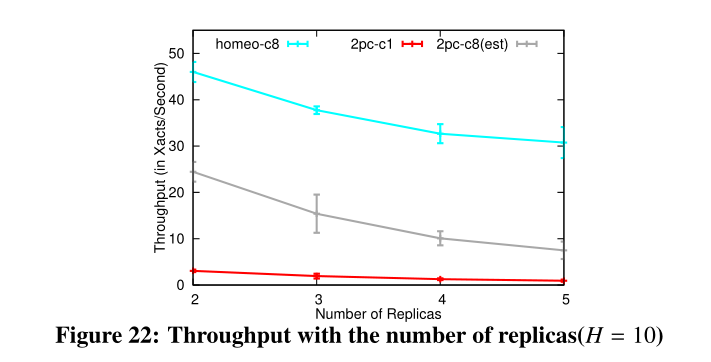 homeo-c8 2pc-c1 2pc-c8(est)
Throughput (in Xacts/Second)
50
40
30
20
10
0
2 3 4 5
Number of Replicas
Figure 22: Throughput with the number of replicas(H = 10)